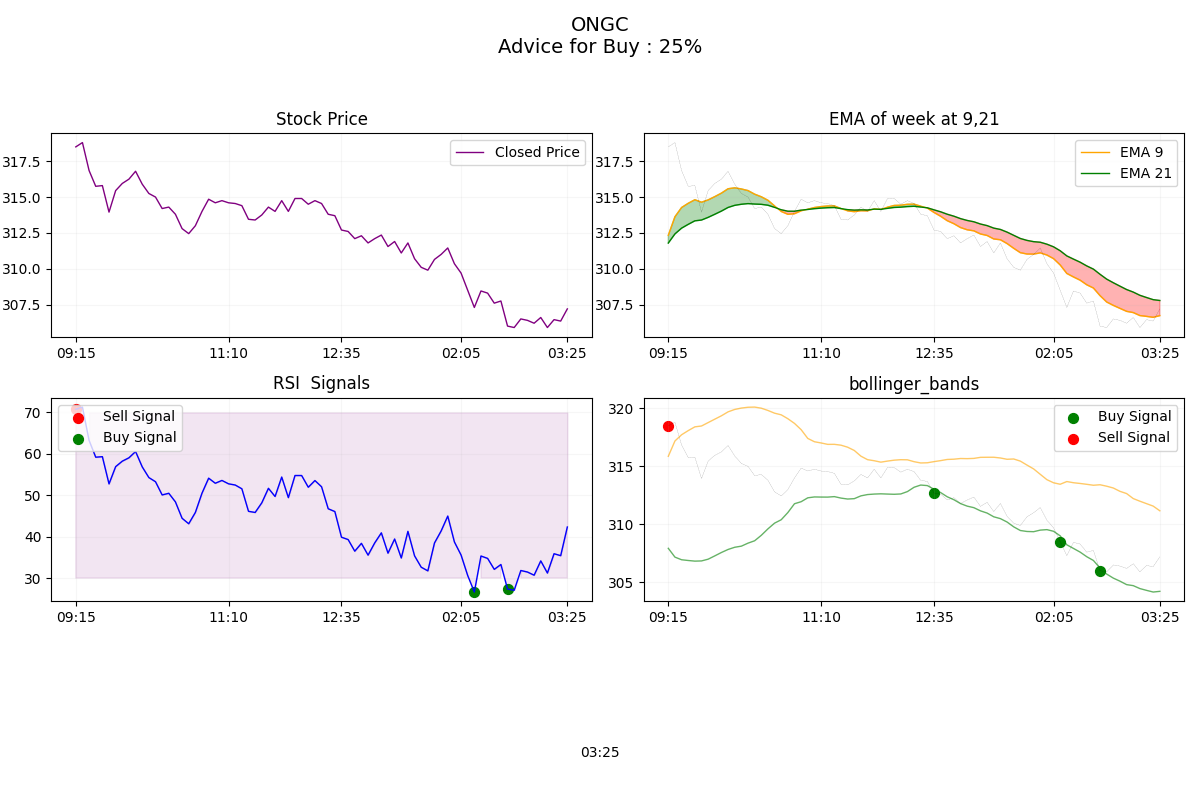 ONGC
Advice for Buy : 25%
Stock Price
317.5
315.0
312.5
310.0
307.5
Closed Price
09:15 11:10 12:35 02:05 03:25
EMA of week at 9,21
317.5
315.0
312.5
310.0
307.5
EMA 9
EMA 21
09:15 11:10 12:35 02:05 03:25
RSI  Signals
70
60
50
40
30
Sell Signal
Buy Signal
09:15 11:10 12:35 02:05 03:25
bollinger_bands
320
315
310
305
Buy Signal
Sell Signal
09:15 11:10 12:35 02:05 03:25
03:25